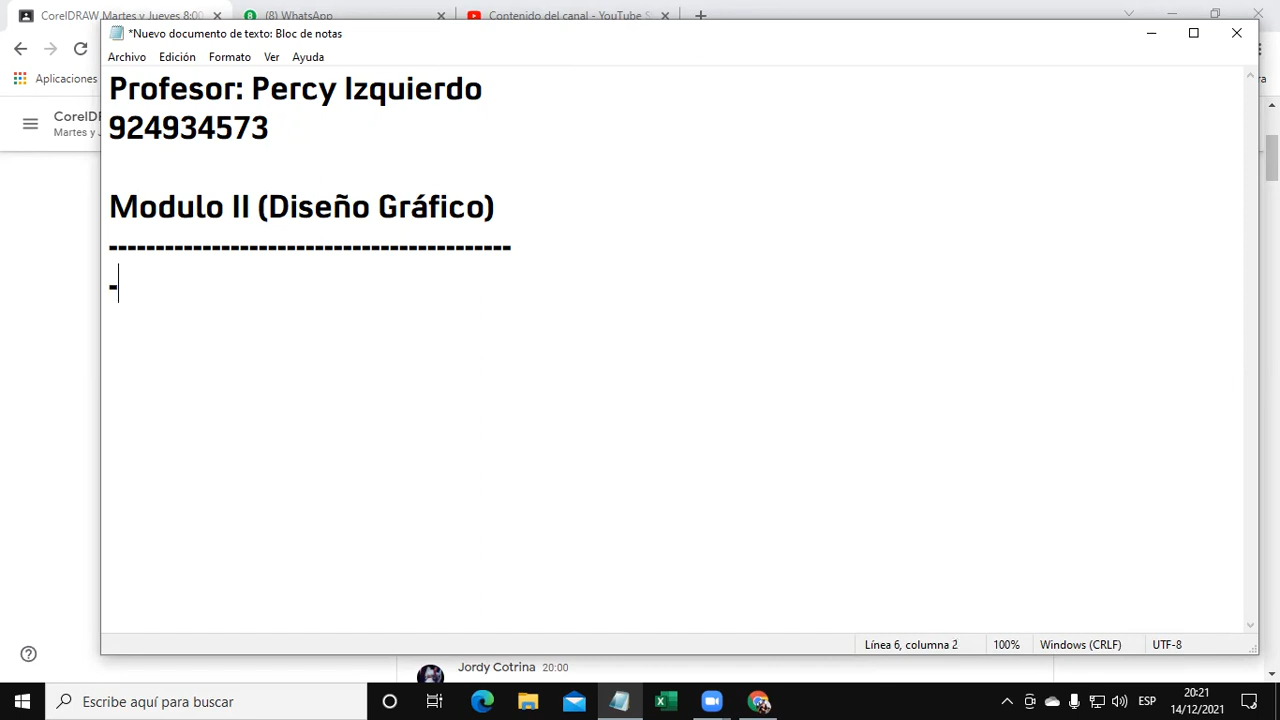 CorelDRAW Martes y Jueves 8:00
(8) WhatsApp
Contenido del canal - YouTube S
*Nuevo documento de texto: Bloc de notas
Archivo Edición Formato Ver Ayuda
Aplicaciones
CorelDR
Martes y J
Profesor: Percy Izquierdo
924934573
Modulo II (Diseño Gráfico)
-------------------------------------------
-
Línea 6, columna 2 100% Windows (CRLF) UTF-8
Jordy Cotrina 20:00
Escribe aquí para buscar
ESP
20:21
14/12/2021